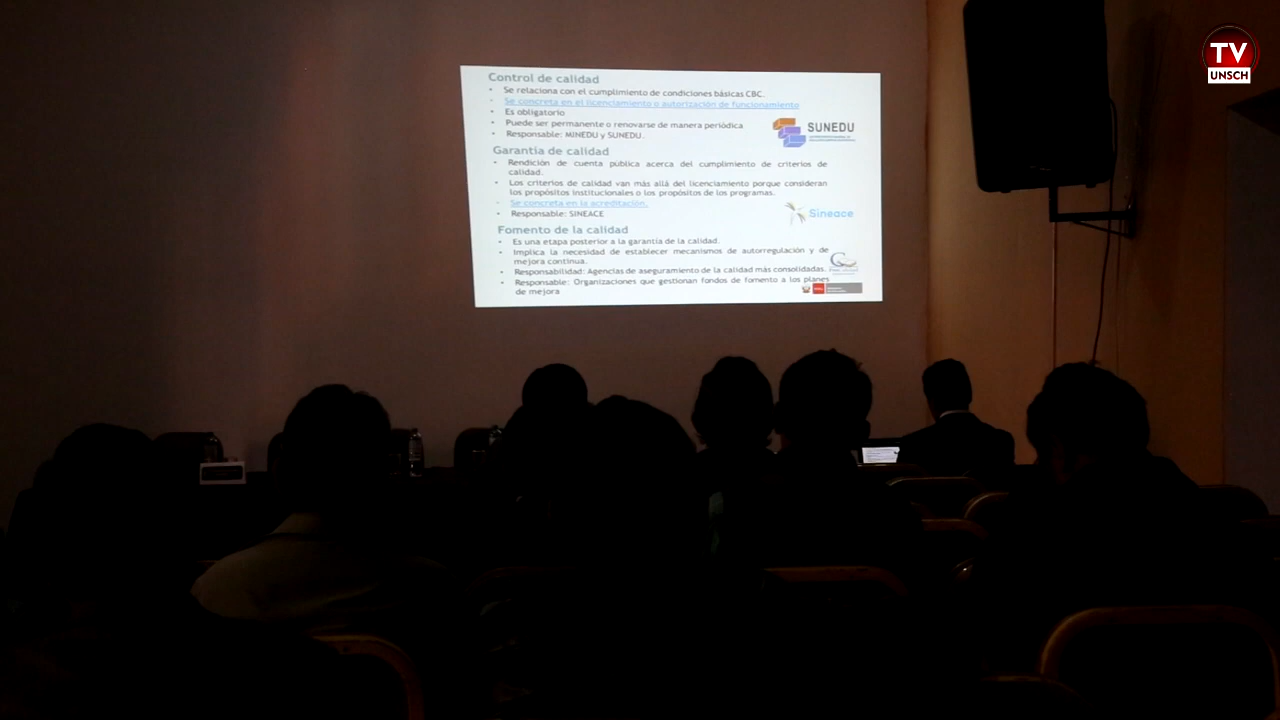 TV
UNSCH
Control de calidad
• Se relaciona con el cumplimiento de condiciones básicas CBC.
• Se concreta en el licenciamiento o autorización de funcionamiento
• Es obligatorio
• Puede ser permanente o renovarse de manera periódica
• Responsable: MINEDU y SUNEDU.
SUNEDU
Garantía de calidad
• Rendición de cuenta pública acerca del cumplimiento de criterios de
calidad.
• Los criterios de calidad van más allá del licenciamiento porque consideran
los propósitos institucionales o los propósitos de los programas.
• Se concreta en la acreditación.
• Responsable: SINEACE
Sineace
Fomento de la calidad
• Es una etapa posterior a la garantía de la calidad.
• Implica la necesidad de establecer mecanismos de autorregulación y de
mejora continua.
• Responsabilidad: Agencias de aseguramiento de la calidad más consolidadas.
• Responsable: Organizaciones que gestionan fondos de fomento a los planes
de mejora